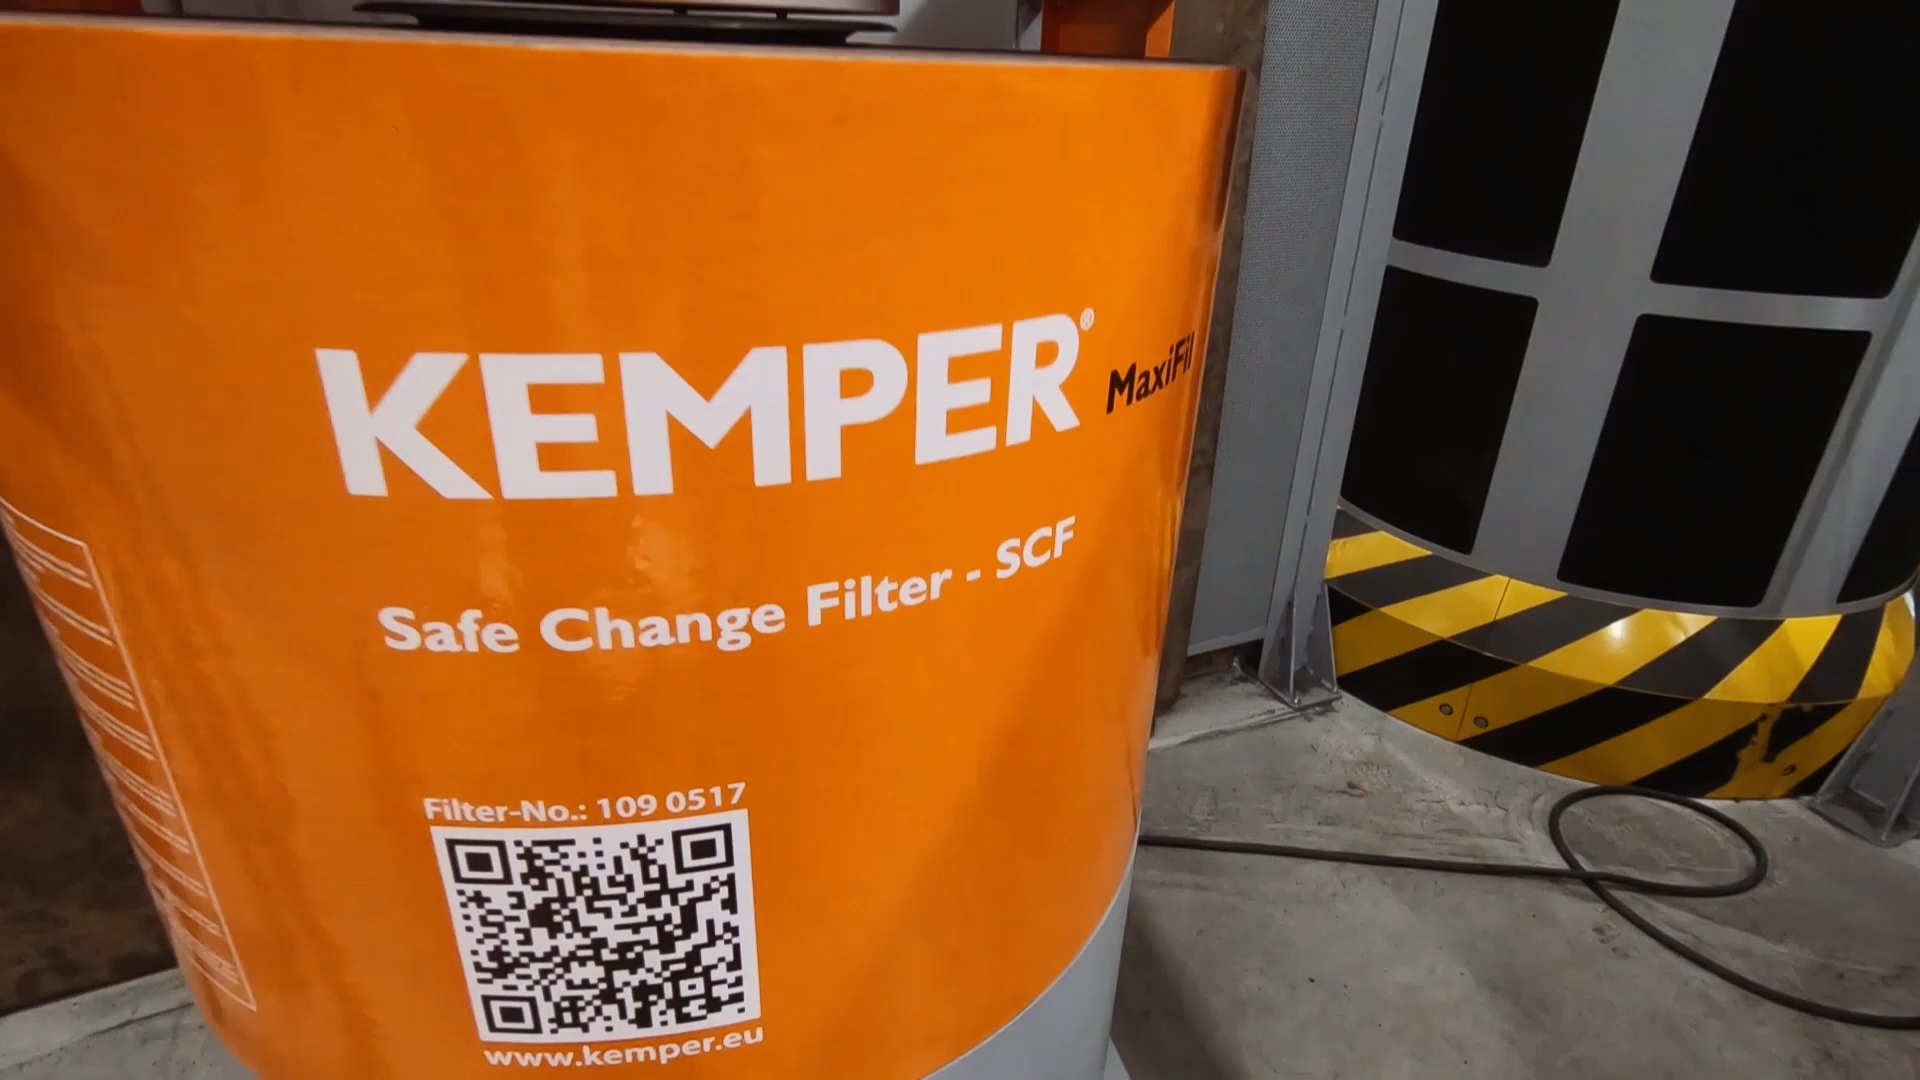 KEMPER®
MaxiFil
Safe Change Filter - SCF
Filter-No.: 109 0517
www.kemper.eu